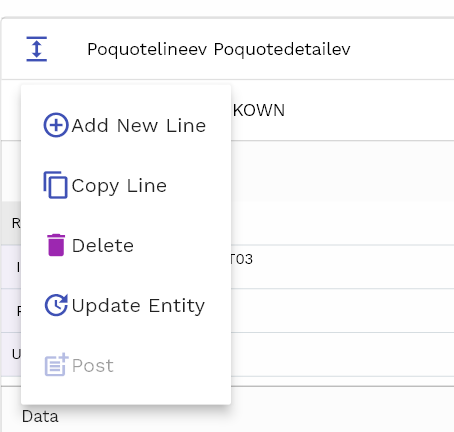 Poquotelineev Poquotedetailev
KOWN
Add New Line
Copy Line
Delete
R
T03
Update Entity
U
Post
Data